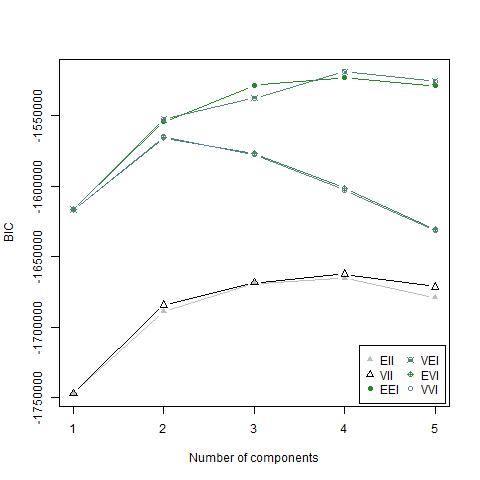 -1550000
-1600000
-1650000
-1700000
-1750000
BIC
1 2 3 4 5
Number of components
EII VEI
VII EVI
EEI VVI